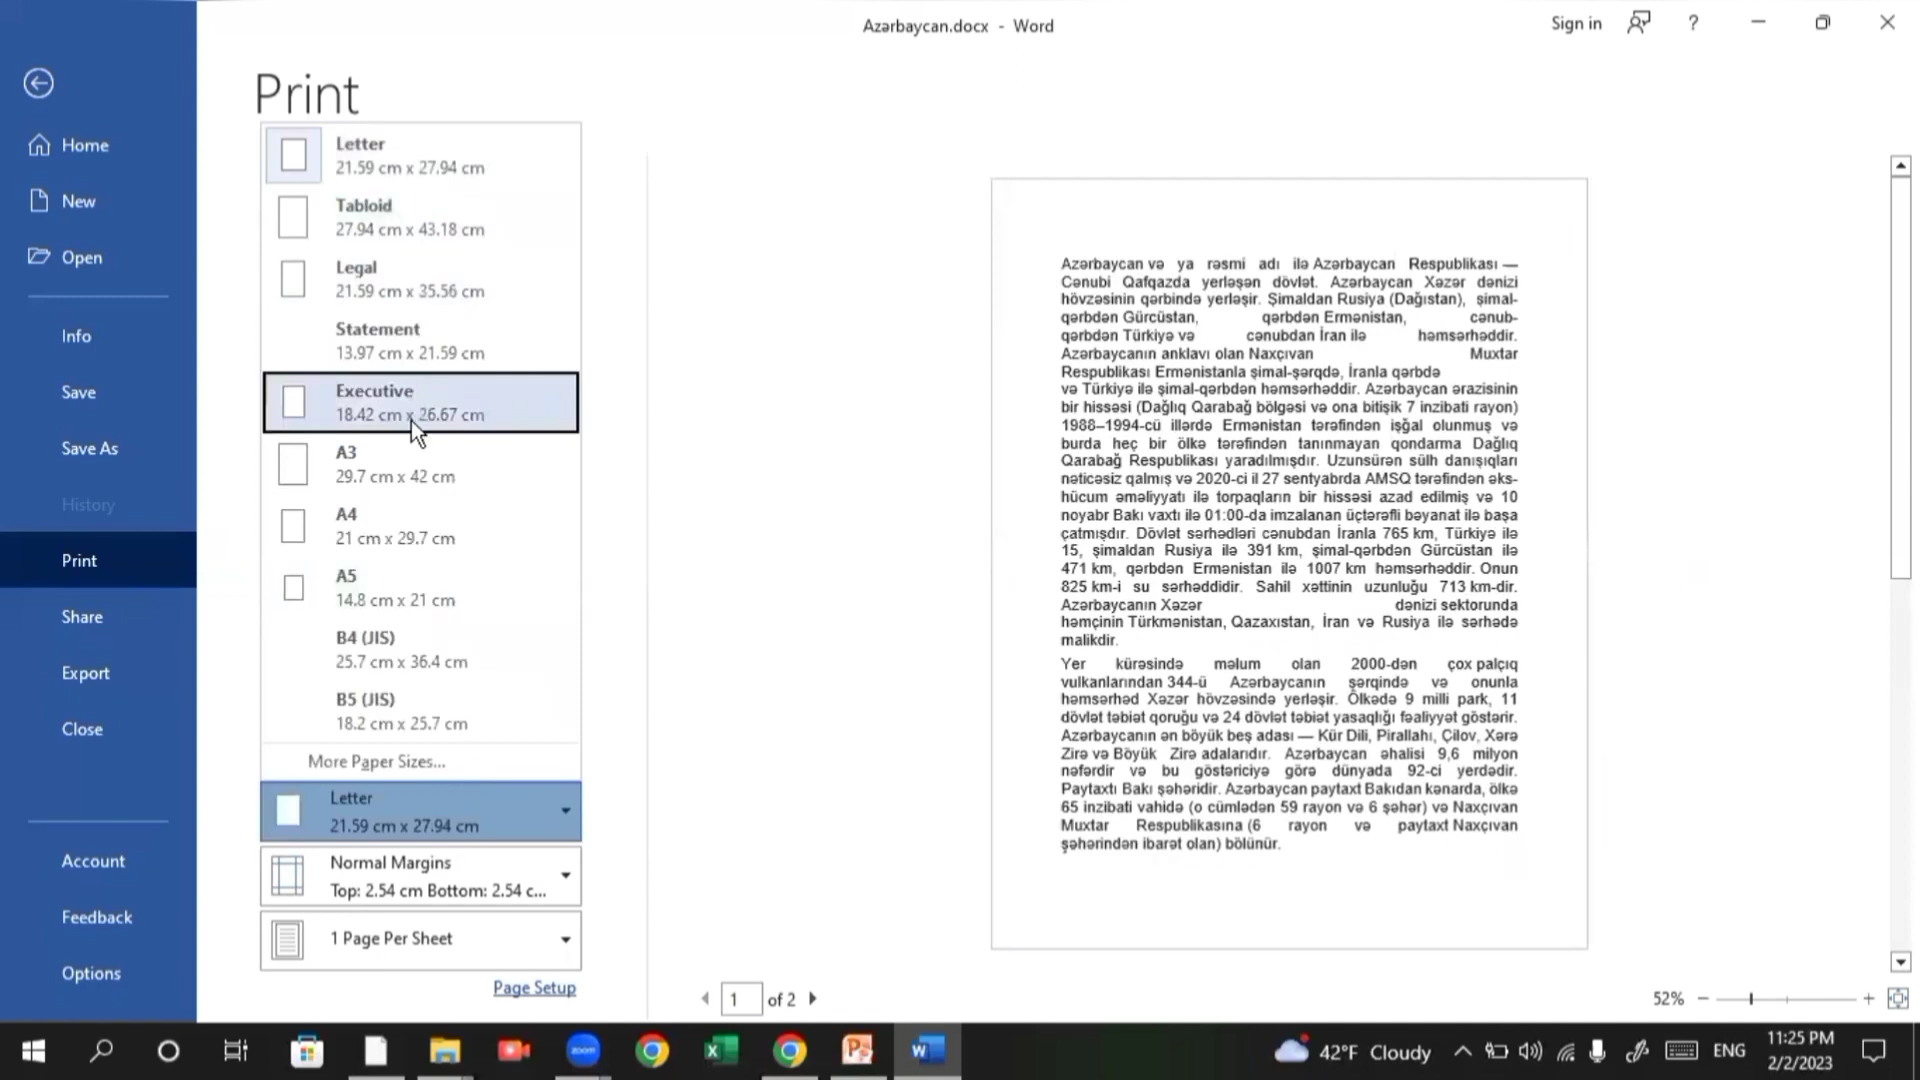 Azərbaycan.docx - Word
Sign in
?
Print
Home
New
Open
Info
Save
Save As
History
Print
Share
Export
Close
Account
Feedback
Options
Letter
21.59 cm x 27.94 cm
Tabloid
27.94 cm x 43.18 cm
Legal
21.59 cm x 35.56 cm
Statement
13.97 cm x 21.59 cm
Executive
18.42 cm x 26.67 cm
A3
29.7 cm x 42 cm
A4
21 cm x 29.7 cm
A5
14.8 cm x 21 cm
B4 (JIS)
25.7 cm x 36.4 cm
B5 (JIS)
18.2 cm x 25.7 cm
More Paper Sizes...
Letter
21.59 cm x 27.94 cm
Normal Margins
Top: 2.54 cm Bottom: 2.54 c...
1 Page Per Sheet
Page Setup
Azərbaycan və ya rəsmi adı ilə Azərbaycan Respublikası —
Cənubi Qafqazda yerləşən dövlət. Azərbaycan Xəzər dənizi
hövzəsinin qərbində yerləşir. Şimaldan Rusiya (Dağıstan), şimal-
qərbdən Gürcüstan, qərbdən Ermənistan, cənub-
qərbdən Türkiyə və cənubdan İran ilə həmsərhəddir.
Azərbaycanın anklavı olan Naxçıvan Muxtar
Respublikası Ermənistanla şimal-şərqdə, İranla qərbdə
və Türkiyə ilə şimal-qərbdən həmsərhəddir. Azərbaycan ərazisinin
bir hissəsi (Dağlıq Qarabağ bölgəsi və ona bitişik 7 inzibati rayon)
1988–1994-cü illərdə Ermənistan tərəfindən işğal olunmuş və
burda heç bir ölkə tərəfindən tanınmayan qondarma Dağlıq
Qarabağ Respublikası yaradılmışdır. Uzunsürən sülh danışıqları
nəticəsiz qalmış və 2020-ci il 27 sentyabrda AMSQ tərəfindən əks-
hücum əməliyyatı ilə torpaqların bir hissəsi azad edilmiş və 10
noyabr Bakı vaxtı ilə 01:00-da imzalanan üçtərəfli bəyanat ilə başa
çatmışdır. Dövlət sərhədləri cənubdan İranla 765 km, Türkiyə ilə
15, şimaldan Rusiya ilə 391 km, şimal-qərbdən Gürcüstan ilə
471 km, qərbdən Ermənistan ilə 1007 km həmsərhəddir. Onun
825 km-i su sərhəddidir. Sahil xəttinin uzunluğu 713 km-dir.
Azərbaycanın Xəzər dənizi sektorunda
həmçinin Türkmənistan, Qazaxıstan, İran və Rusiya ilə sərhədə
malikdir.
Yer kürəsində məlum olan 2000-dən çox palçıq
vulkanlarından 344-ü Azərbaycanın şərqində və onunla
həmsərhəd Xəzər hövzəsində yerləşir. Ölkədə 9 milli park, 11
dövlət təbiət qoruğu və 24 dövlət təbiət yasaqlığı fəaliyyət göstərir.
Azərbaycanın ən böyük beş adası — Kür Dili, Pirallahı, Çilov, Xərə
Zirə və Böyük Zirə adalarıdır. Azərbaycan əhalisi 9,6 milyon
nəfərdir və bu göstəriciyə görə dünyada 92-ci yerdədir.
Paytaxtı Bakı şəhəridir. Azərbaycan paytaxt Bakıdan kənarda, ölkə
65 inzibati vahidə (o cümlədən 59 rayon və 6 şəhər) və Naxçıvan
Muxtar Respublikasına (6 rayon və paytaxt Naxçıvan
şəhərindən ibarət olan) bölünür.
1 of 2
52%
zoom
42°F Cloudy
ENG
11:25 PM
2/2/2023